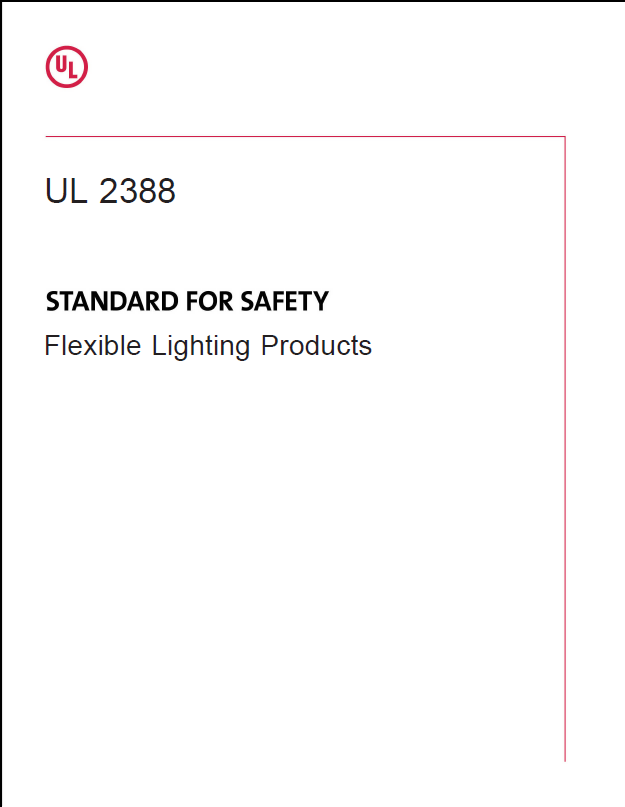 UL
UL 2388
STANDARD FOR SAFETY
Flexible Lighting Products